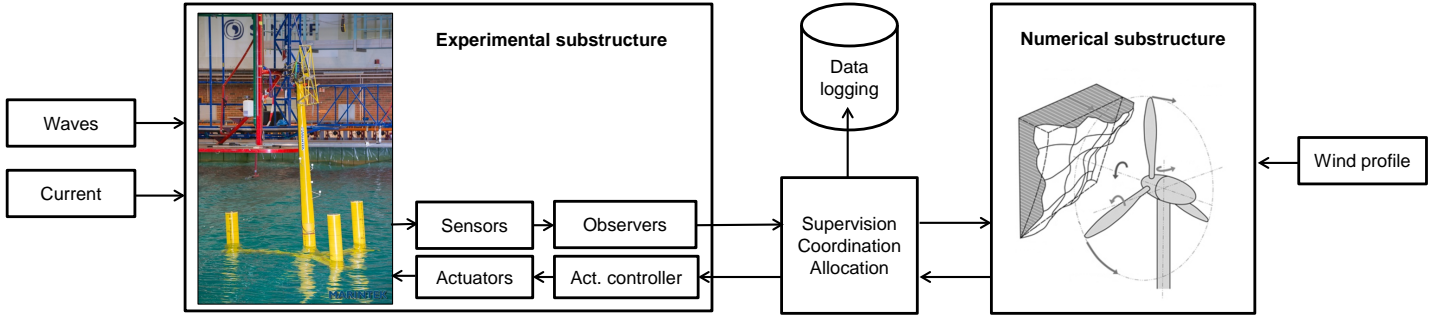 Experimental substructure
Numerical substructure
Data
logging
Waves
Current
Wind profile
Sensors
Observers
Supervision
Coordination
Allocation
Actuators
Act. controller